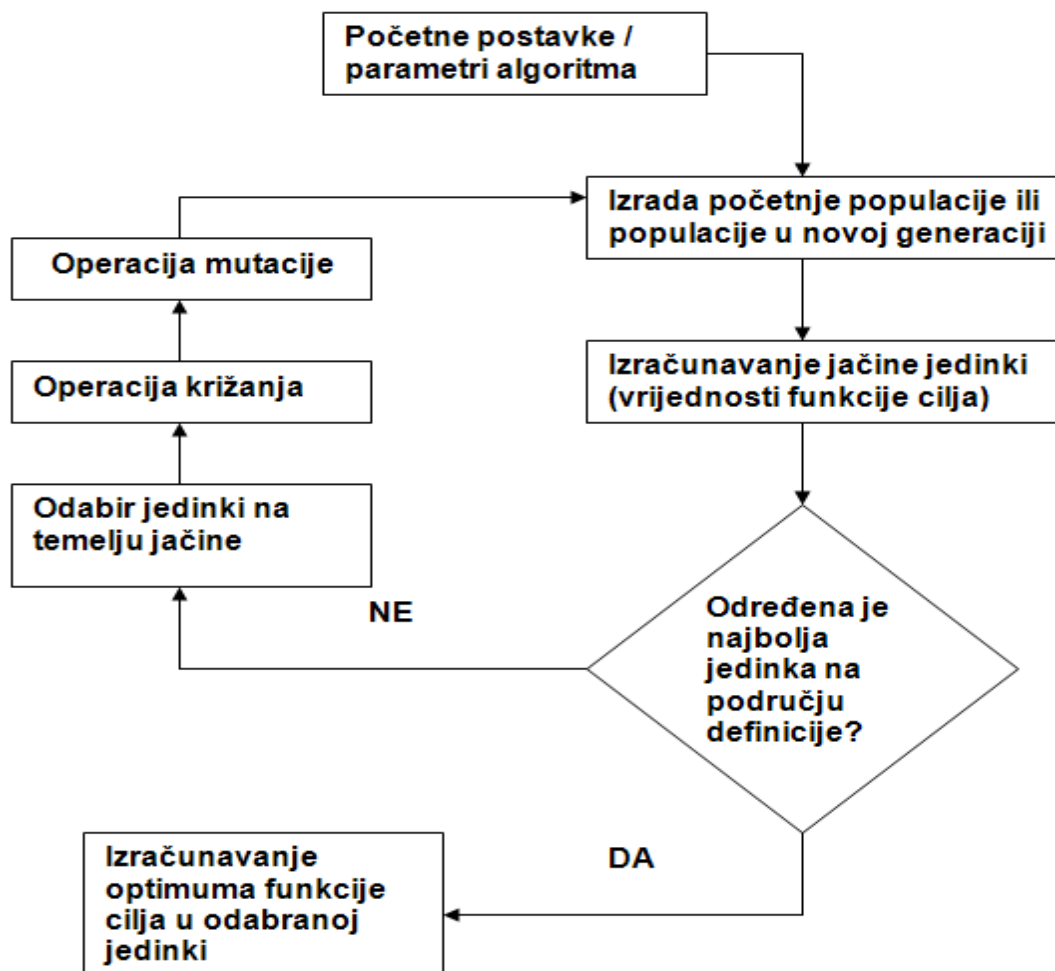 Početne postavke /
parametri algoritma
Izrada početnje populacije ili
populacije u novoj generaciji
Operacija mutacije
Izračunavanje jačine jedinki
(vrijednosti funkcije cilja)
Operacija križanja
Odabir jedinki na
temelju jačine
NE
Određena je
najbolja
jedinka na
području
definicije?
DA
Izračunavanje
optimuma funkcije
cilja u odabranoj
jedinki